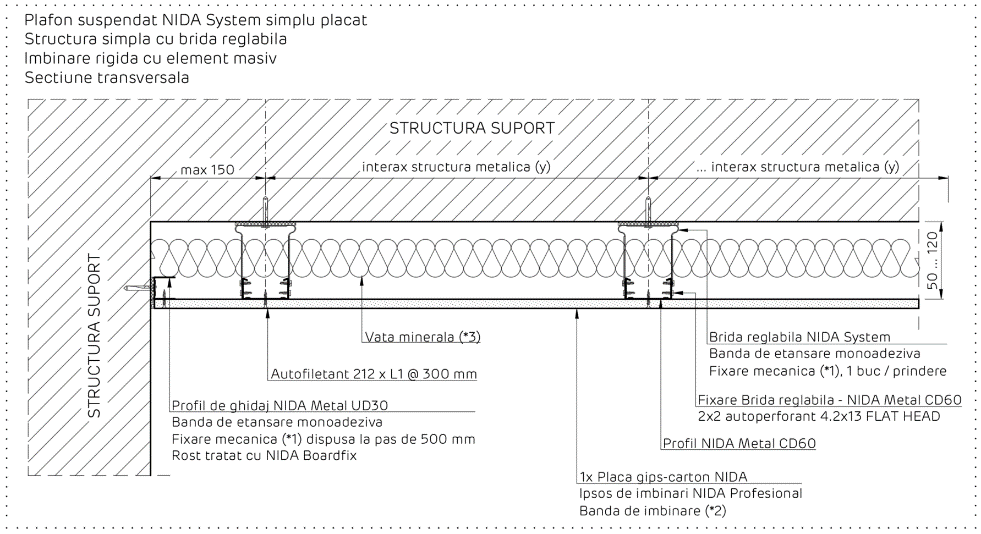 Plafon suspendat NIDA System simplu placat
Structura simpla cu brida reglabila
Imbinare rigida cu element masiv
Sectiune transversala
STRUCTURA SUPORT
max 150
interax structura metalica (y)
... interax structura metalica (y)
50 ... 120
STRUCTURA SUPORT
Vata minerala (*3)
Brida reglabila NIDA System
Banda de etansare monoadeziva
Fixare mecanica (*1), 1 buc / prindere
Autofiletant 212 x L1 @ 300 mm
Fixare Brida reglabila - NIDA Metal CD60
2x2 autoperforant 4.2x13 FLAT HEAD
Profil de ghidaj NIDA Metal UD30
Banda de etansare monoadeziva
Fixare mecanica (*1) dispusa la pas de 500 mm
Rost tratat cu NIDA Boardfix
Profil NIDA Metal CD60
1x Placa gips-carton NIDA
Ipsos de imbinari NIDA Profesional
Banda de imbinare (*2)